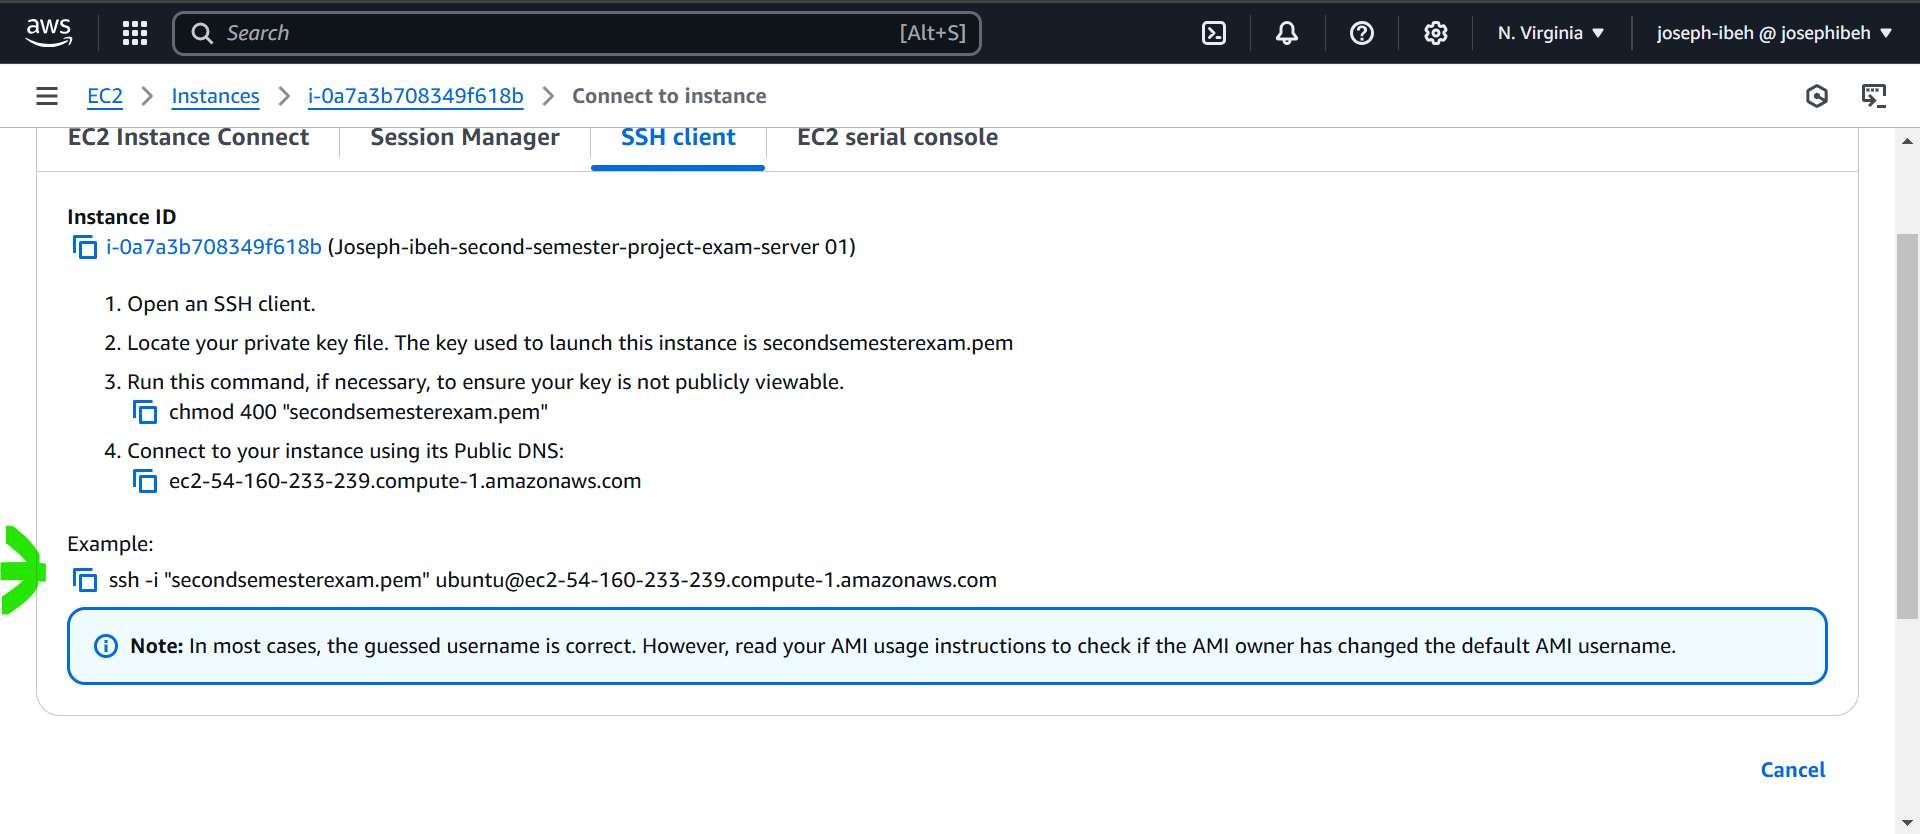 aws
Search [Alt+S]
N. Virginia ▼
joseph-ibeh @ josephibeh ▼
EC2 > Instances > i-0a7a3b708349f618b > Connect to instance
EC2 Instance Connect
Session Manager
SSH client
EC2 serial console
Instance ID
i-0a7a3b708349f618b (Joseph-ibeh-second-semester-project-exam-server 01)
1. Open an SSH client.
2. Locate your private key file. The key used to launch this instance is secondsemesterexam.pem
3. Run this command, if necessary, to ensure your key is not publicly viewable.
chmod 400 "secondsemesterexam.pem"
4. Connect to your instance using its Public DNS:
ec2-54-160-233-239.compute-1.amazonaws.com
Example:
ssh -i "secondsemesterexam.pem" ubuntu@ec2-54-160-233-239.compute-1.amazonaws.com
Note: In most cases, the guessed username is correct. However, read your AMI usage instructions to check if the AMI owner has changed the default AMI username.
Cancel